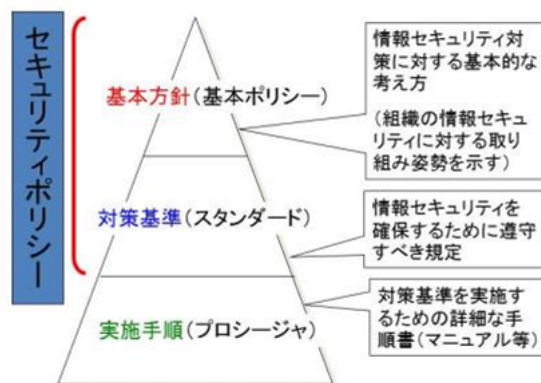 セキュリティポリシー
基本方針(基本ポリシー)
対策基準(スタンダード)
実施手順(プロシージャ)
情報セキュリティ対
策に対する基本的な
考え方
(組織の情報セキュ
リティに対する取り
組み姿勢を示す)
情報セキュリティを
確保するために遵守
すべき規定
対策基準を実施す
るための詳細な手
順書(マニュアル等)